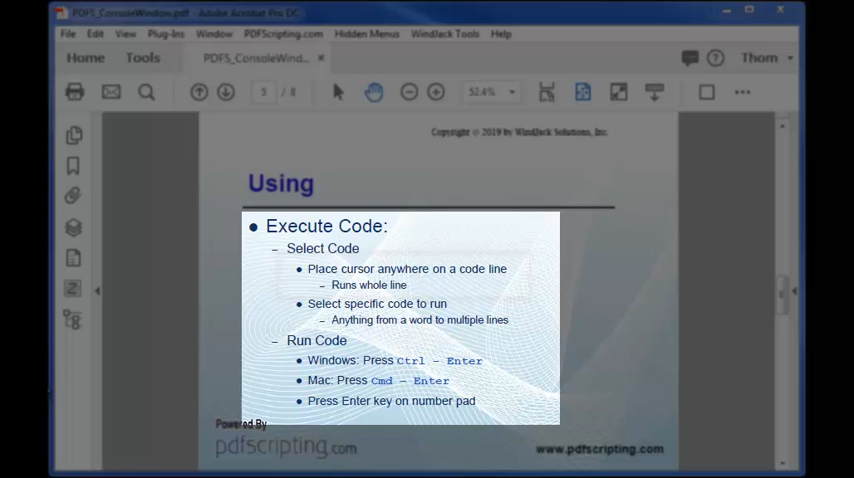 PDFS_ConsoleWindow.pdf - Adobe Acrobat Pro DC
File Edit View Plug-Ins Window PDFScripting.com Hidden Menus WindJack Tools Help
Home Tools PDFS_ConsoleWind... × ? Thom
5 / 8 52.4%
Copyright © 2019 by WindJack Solutions, Inc.
Using
● Execute Code:
– Select Code
● Place cursor anywhere on a code line
– Runs whole line
● Select specific code to run
– Anything from a word to multiple lines
– Run Code
● Windows: Press Ctrl – Enter
● Mac: Press Cmd – Enter
● Press Enter key on number pad
Powered By
pdfscripting.com
www.pdfscripting.com